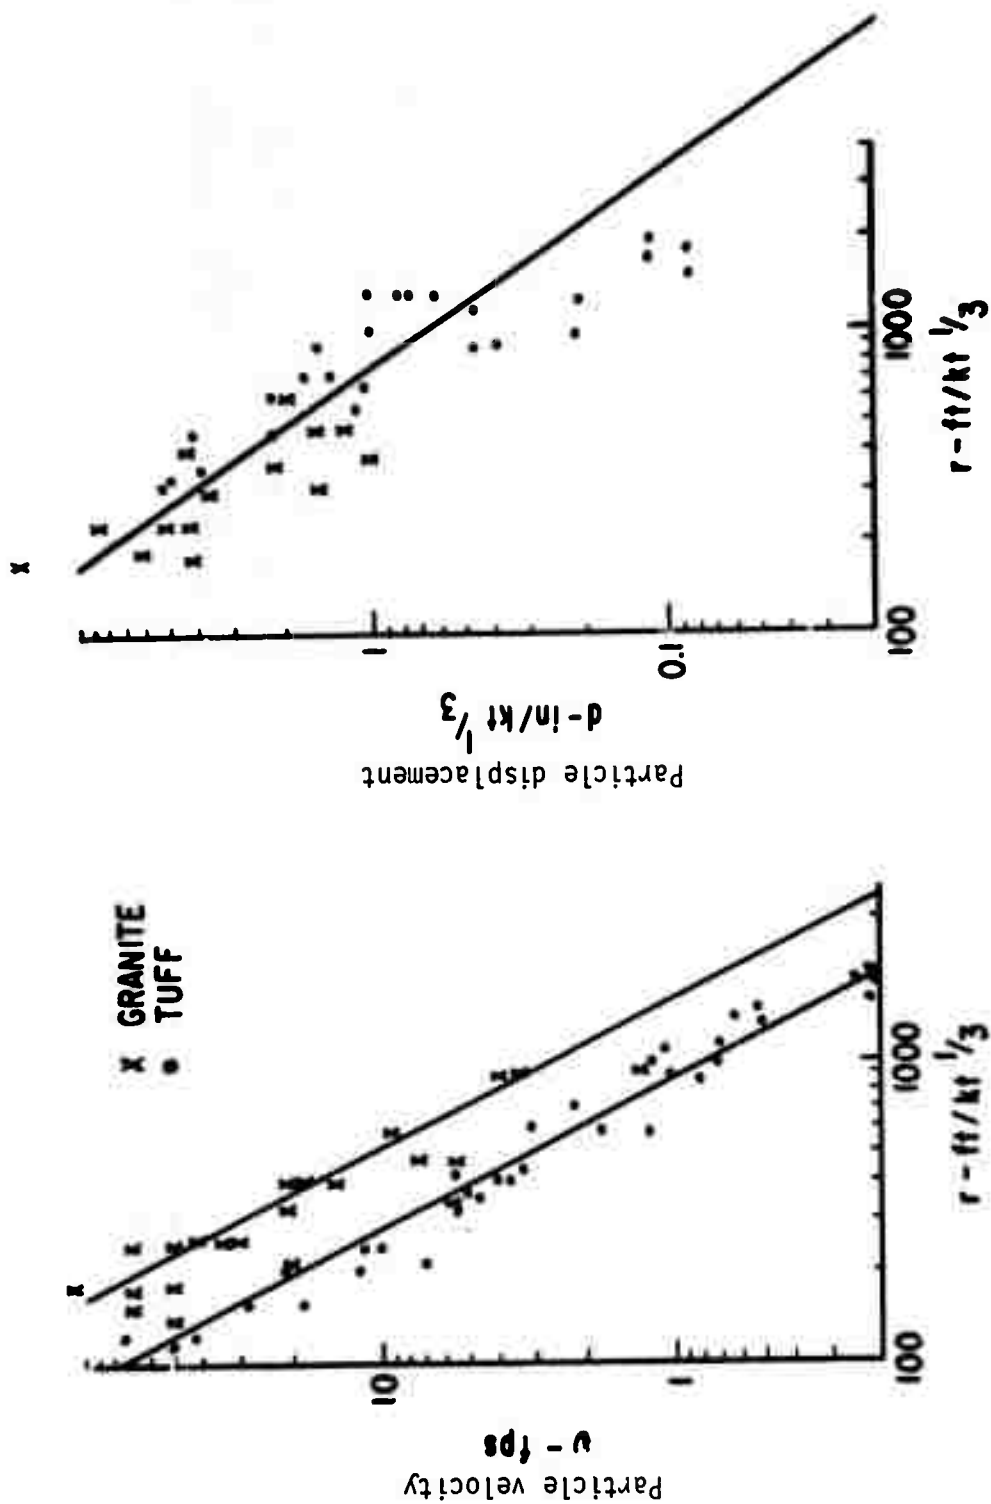 X GRANITE
• TUFF
Particle velocity
υ - fps
10
1
100
1000
r - ft/kt 1/3
X
Particle displacement
d - in/kt 1/3
1
0.1
100
1000
r - ft/kt 1/3